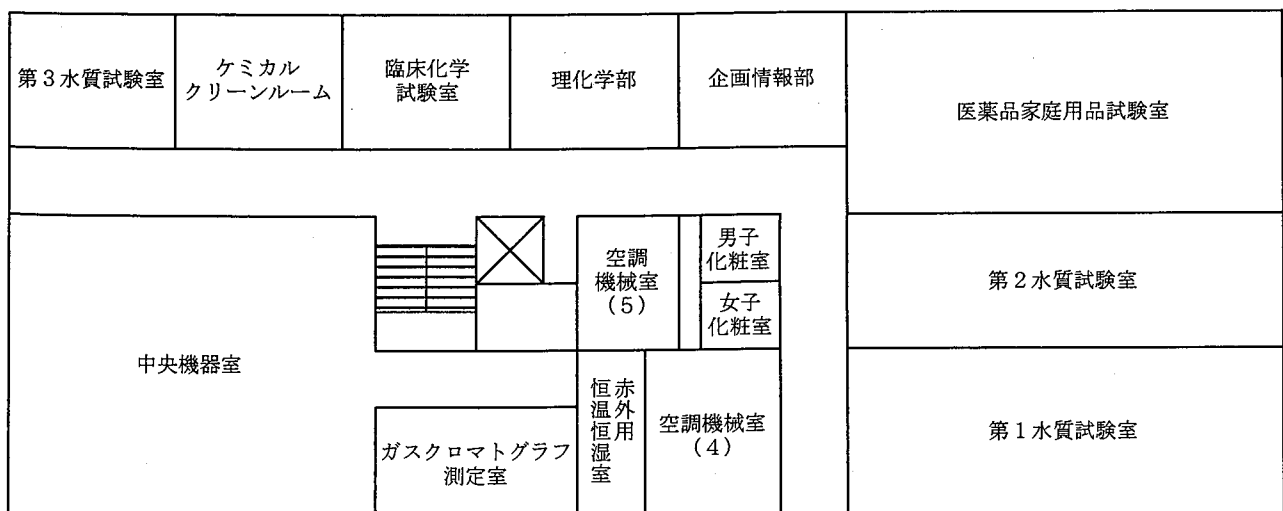 第3水質試験室
ケミカル
クリーンルーム
臨床化学
試験室
理化学部
企画情報部
医薬品家庭用品試験室
空調
機械室
(5)
男子
化粧室
女子
化粧室
第2水質試験室
中央機器室
赤外用
恒温恒湿室
空調機械室
(4)
第1水質試験室
ガスクロマトグラフ
測定室